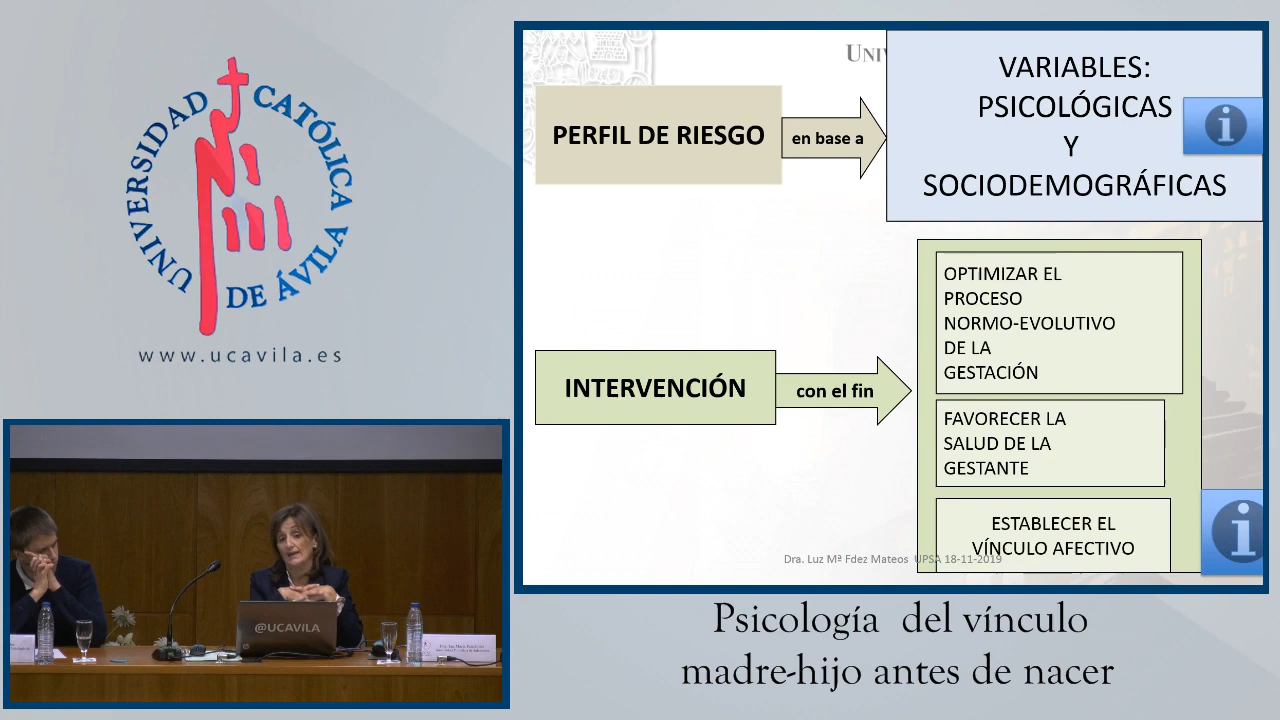 UNIVERSIDAD CATÓLICA DE ÁVILA
www.ucavila.es
@UCAVILA
UNIV
PERFIL DE RIESGO
en base a
VARIABLES:
PSICOLÓGICAS
Y
SOCIODEMOGRÁFICAS
INTERVENCIÓN
con el fin
OPTIMIZAR EL
PROCESO
NORMO-EVOLUTIVO
DE LA
GESTACIÓN
FAVORECER LA
SALUD DE LA
GESTANTE
ESTABLECER EL
VÍNCULO AFECTIVO
Dra. Luz Mª Fdez Mateos UPSA 18-11-2019
Psicología del vínculo
madre-hijo antes de nacer